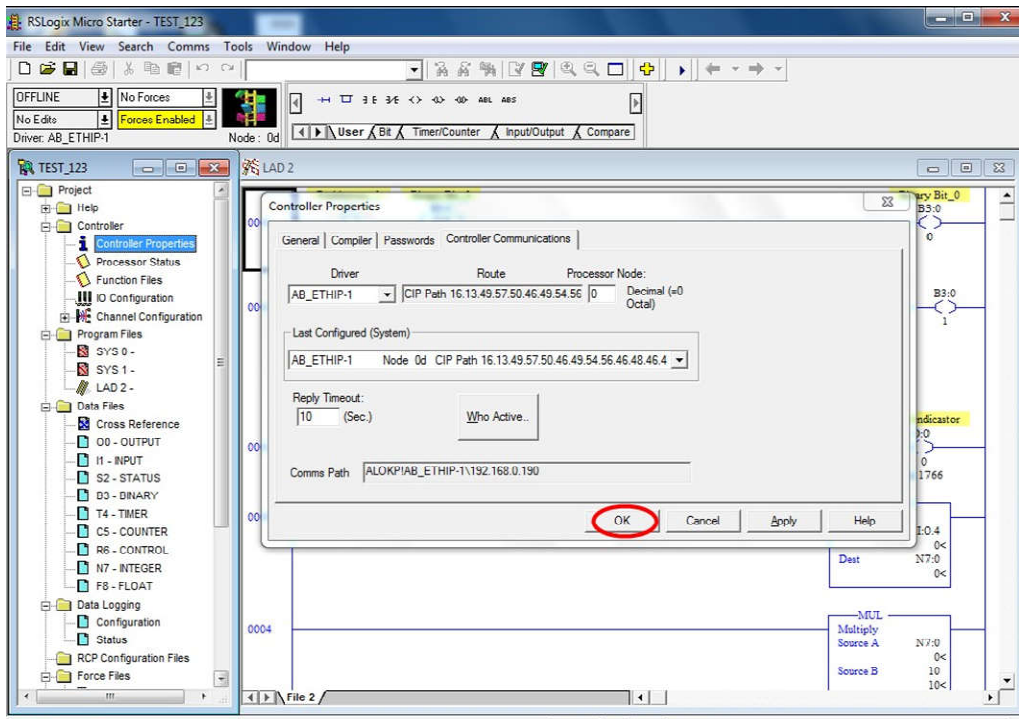 RSLogix Micro Starter - TEST_123
File Edit View Search Comms Tools Window Help
OFFLINE No Forces
No Edits Forces Enabled
Driver: AB_ETHIP-1 Node : 0d
ABL ABS
User Bit Timer/Counter Input/Output Compare
TEST_123
Project
Help
Controller
Controller Properties
Processor Status
Function Files
IO Configuration
Channel Configuration
Program Files
SYS 0 -
SYS 1 -
LAD 2 -
Data Files
Cross Reference
O0 - OUTPUT
I1 - INPUT
S2 - STATUS
B3 - BINARY
T4 - TIMER
C5 - COUNTER
R6 - CONTROL
N7 - INTEGER
F8 - FLOAT
Data Logging
Configuration
Status
RCP Configuration Files
Force Files
LAD 2
Controller Properties
General Compiler Passwords Controller Communications
Driver Route Processor Node:
AB_ETHIP-1 CIP Path 16.13.49.57.50.46.49.54.56 0 Decimal (=0
Octal)
Last Configured (System)
AB_ETHIP-1 Node 0d CIP Path 16.13.49.57.50.46.49.54.56.46.48.46.4
Reply Timeout:
10 (Sec.) Who Active..
Comms Path ALOKP!AB_ETHIP-1\192.168.0.190
OK Cancel Apply Help
nary Bit_0
B3:0
0
B3:0
1
ndicastor
):0
0
1766
I:0.4
0<
Dest N7:0
0<
0004
MUL
Multiply
Source A N7:0
0<
Source B 10
10<
File 2